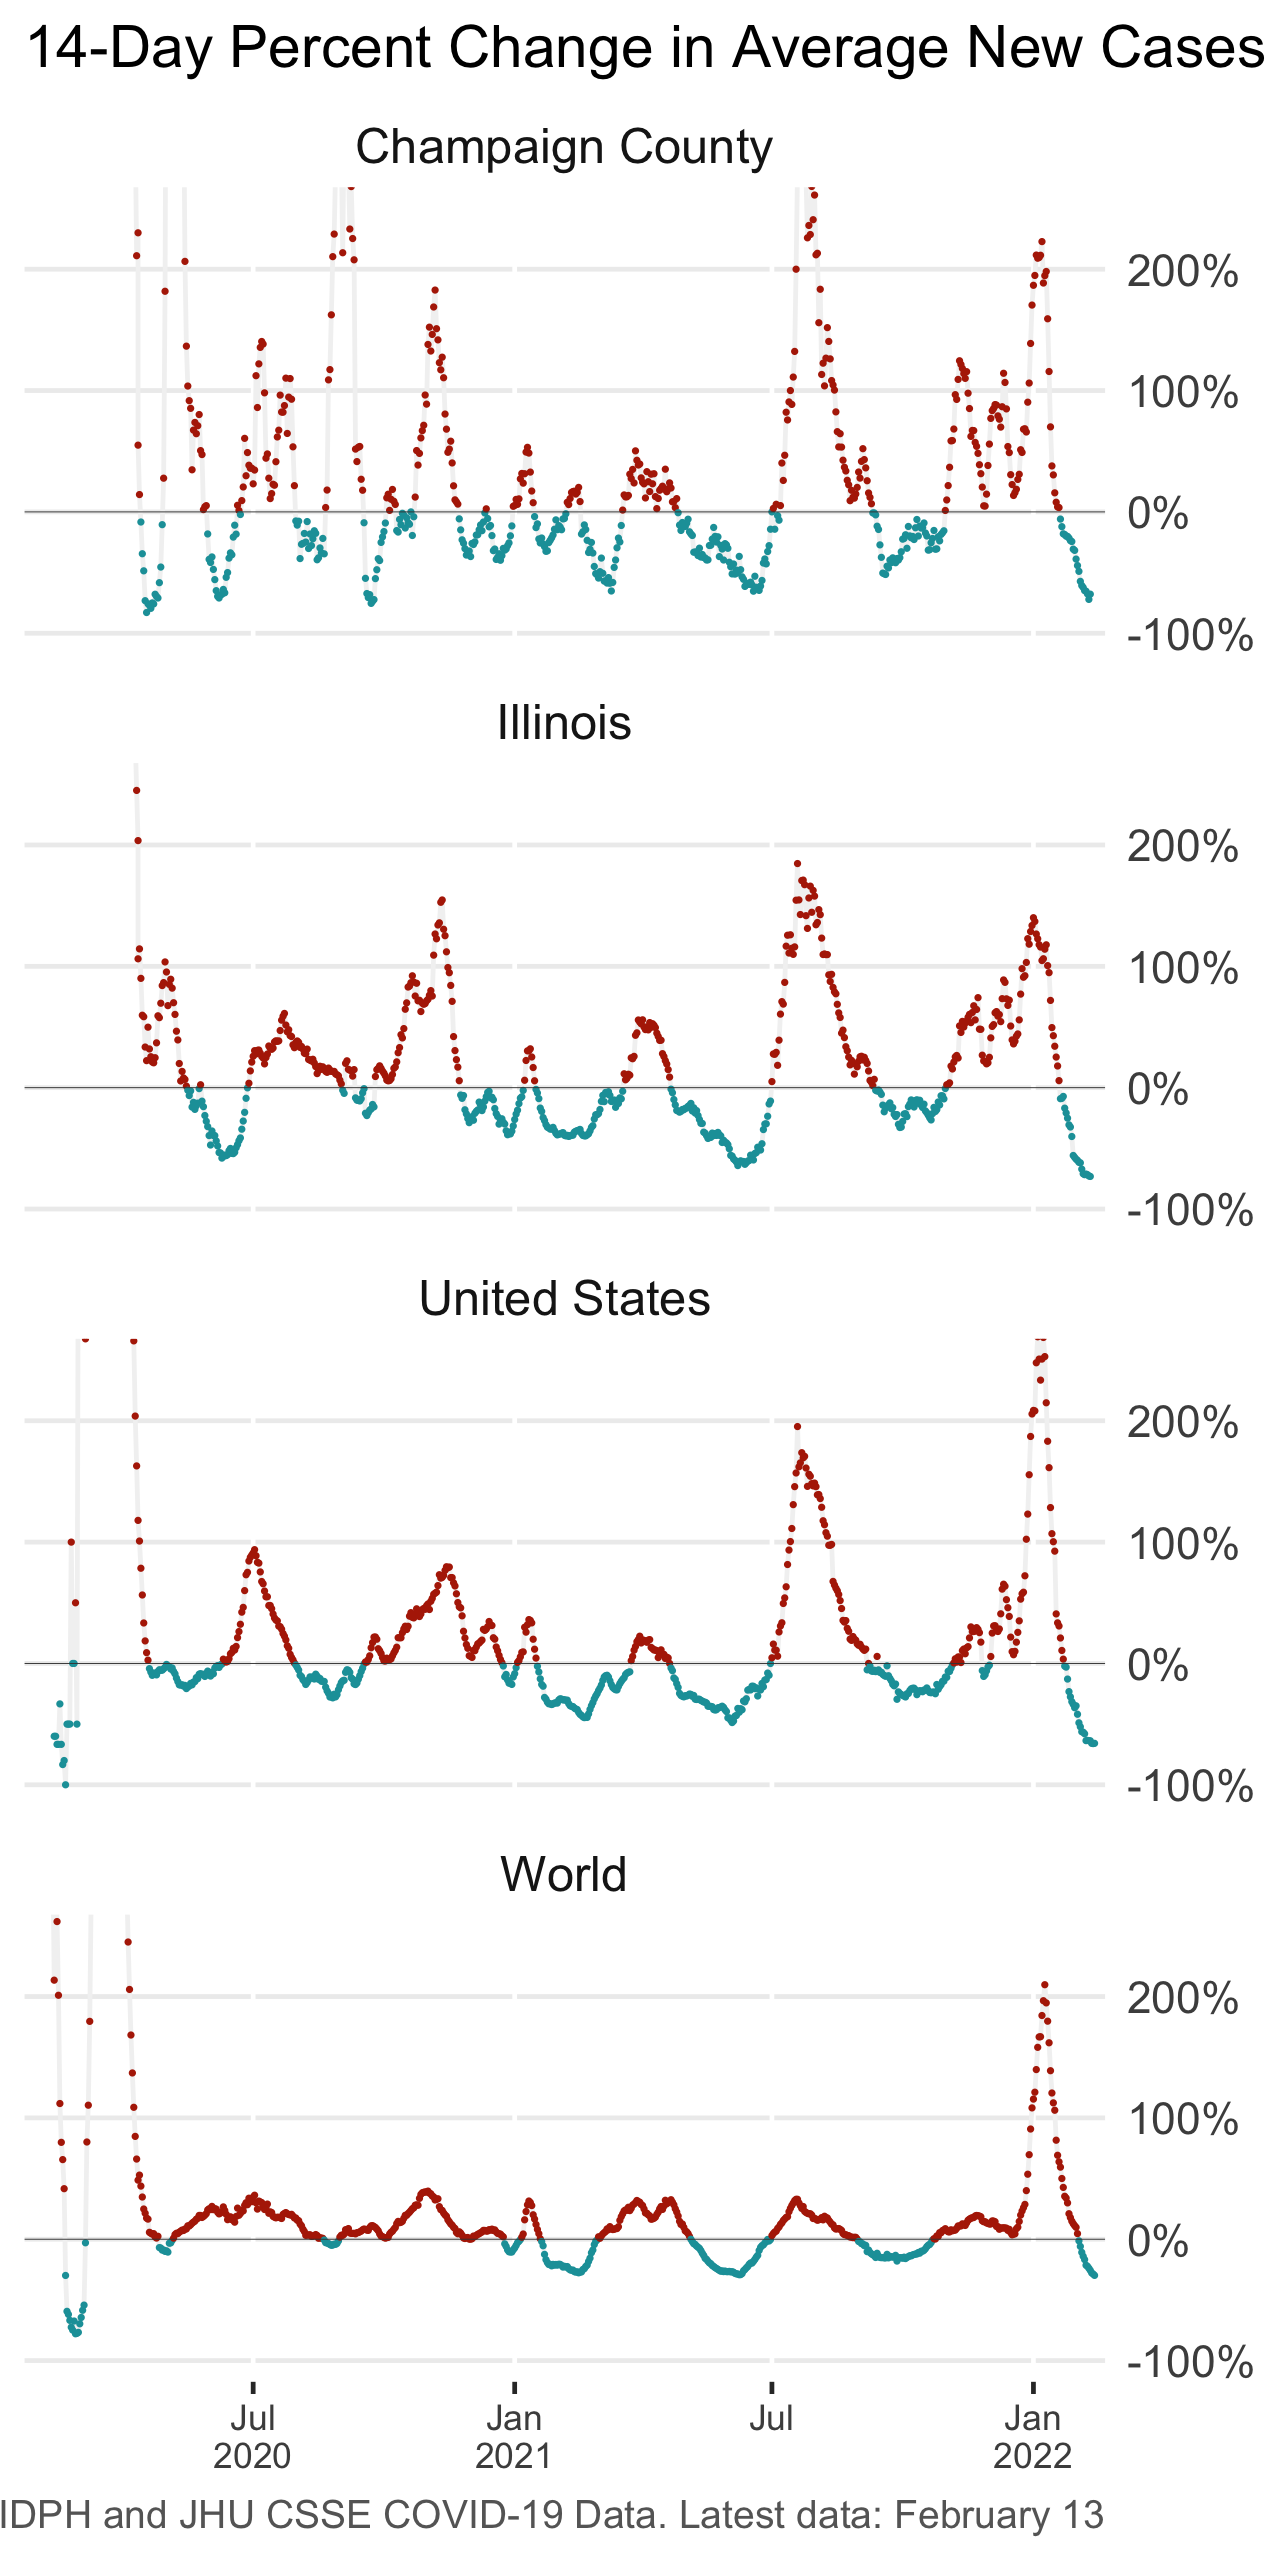 14-Day Percent Change in Average New Cases
Champaign County
200%
100%
0%
-100%
Illinois
200%
100%
0%
-100%
United States
200%
100%
0%
-100%
World
200%
100%
0%
-100%
Jul Jan Jul Jan
2020 2021 2022
IDPH and JHU CSSE COVID-19 Data. Latest data: February 13